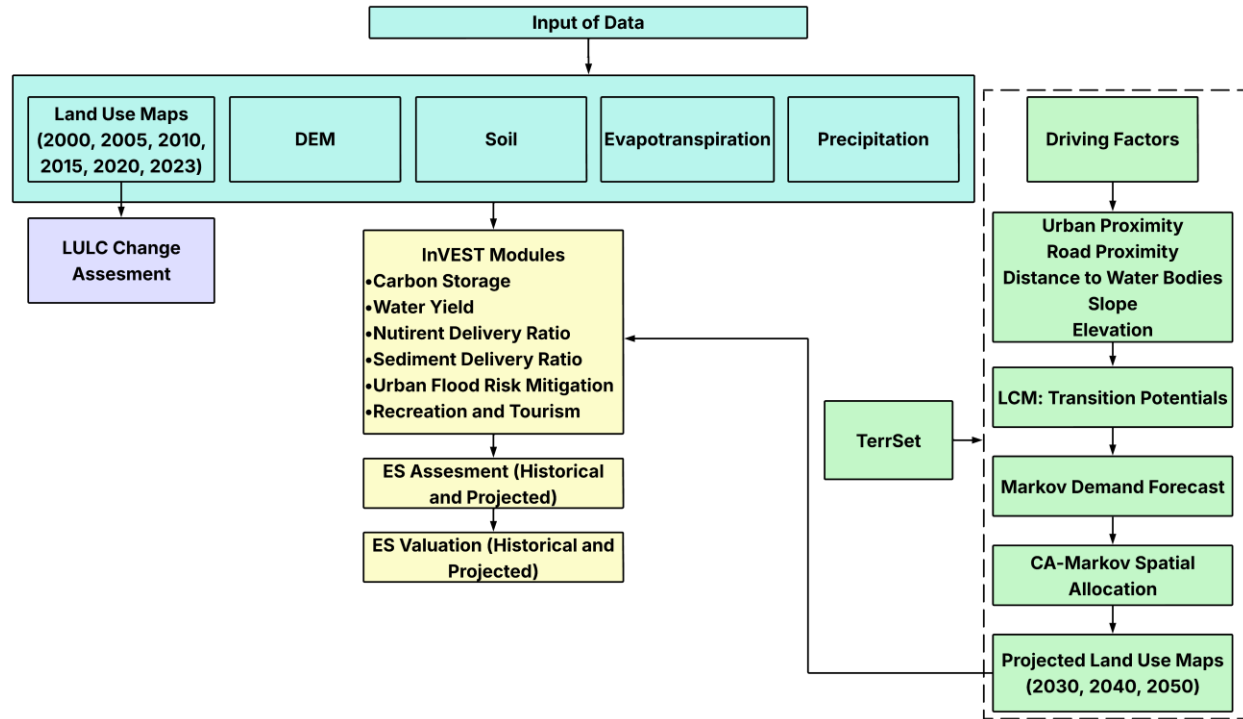 Input of Data
Land Use Maps
(2000, 2005, 2010,
2015, 2020, 2023)
DEM
Soil
Evapotranspiration
Precipitation
LULC Change
Assesment
InVEST Modules
•Carbon Storage
•Water Yield
•Nutirent Delivery Ratio
•Sediment Delivery Ratio
•Urban Flood Risk Mitigation
•Recreation and Tourism
ES Assesment (Historical
and Projected)
ES Valuation (Historical and
Projected)
TerrSet
Driving Factors
Urban Proximity
Road Proximity
Distance to Water Bodies
Slope
Elevation
LCM: Transition Potentials
Markov Demand Forecast
CA-Markov Spatial
Allocation
Projected Land Use Maps
(2030, 2040, 2050)